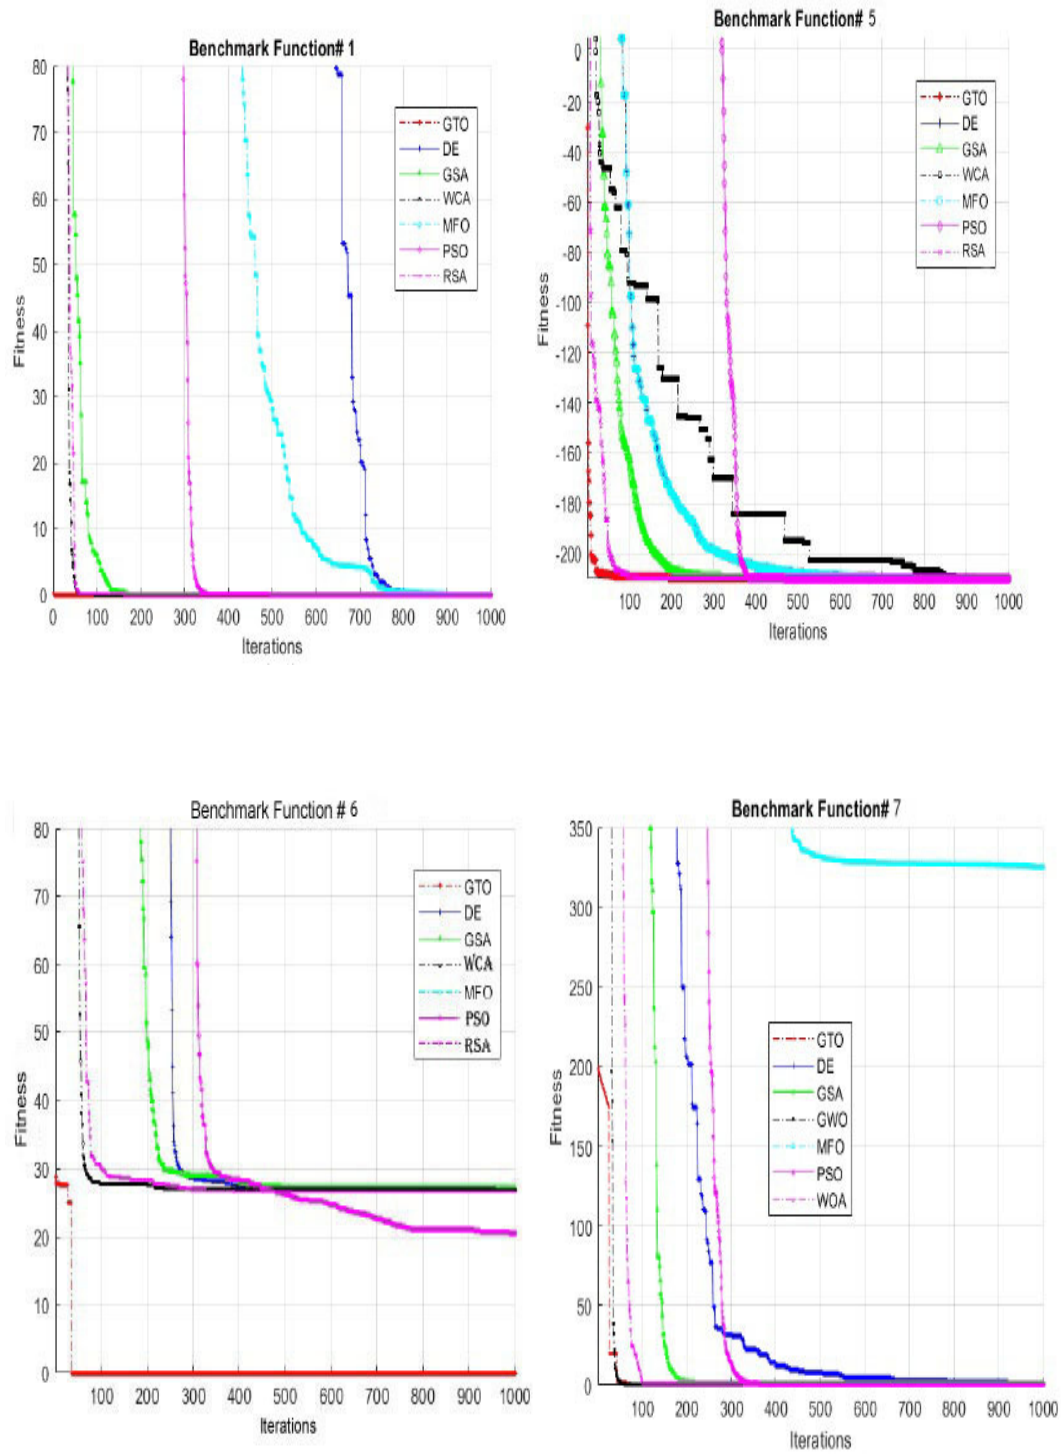 Benchmark Function# 1
80
70
60
50
40
30
20
10
0
Fitness
GTO
DE
GSA
WCA
MFO
PSO
RSA
0 100 200 300 400 500 600 700 800 900 1000
Iterations
Benchmark Function# 5
0
-20
-40
-60
-80
-100
-120
-140
-160
-180
-200
Fitness
GTO
DE
GSA
WCA
MFO
PSO
RSA
100 200 300 400 500 600 700 800 900 1000
Iterations
Benchmark Function # 6
80
70
60
50
40
30
20
10
0
Fitness
GTO
DE
GSA
WCA
MFO
PSO
RSA
100 200 300 400 500 600 700 800 900 1000
Iterations
Benchmark Function# 7
350
300
250
200
150
100
50
0
Fitness
GTO
DE
GSA
GWO
MFO
PSO
WOA
100 200 300 400 500 600 700 800 900 1000
Iterations